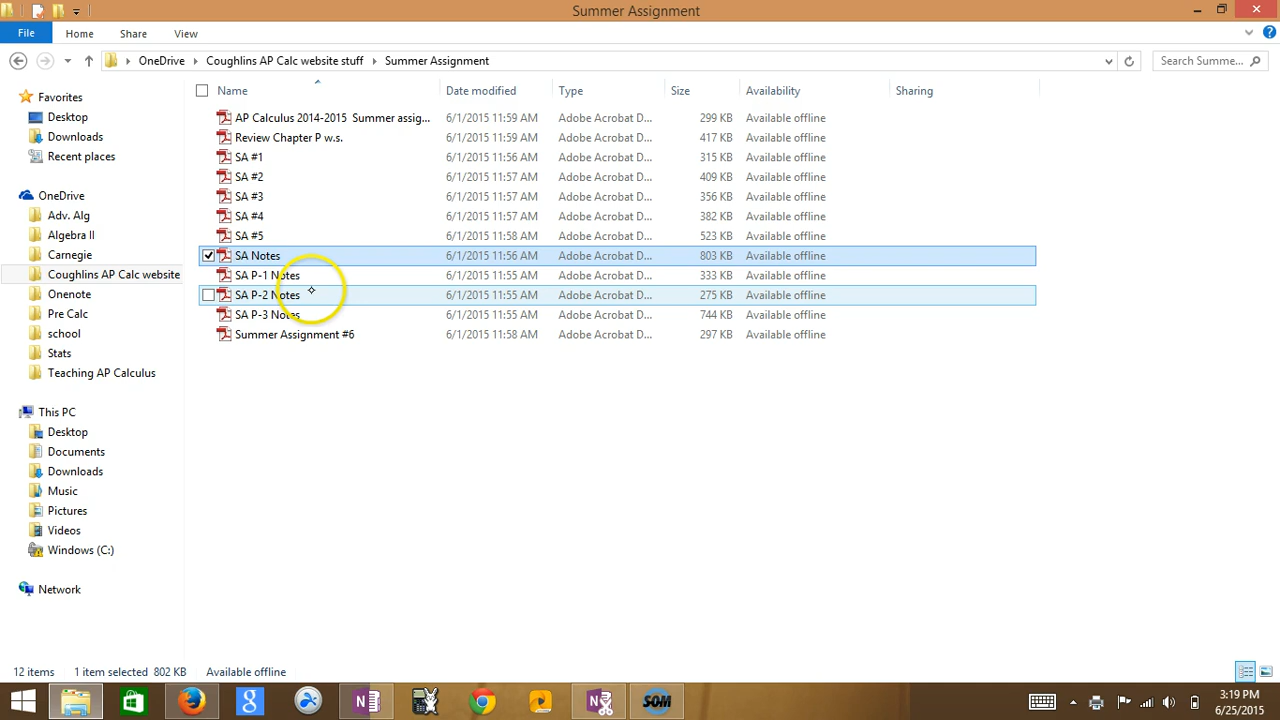 Summer Assignment
File Home Share View
OneDrive Coughlins AP Calc website stuff Summer Assignment Search Summe...
Name Date modified Type Size Availability Sharing
Favorites
Desktop
Downloads
Recent places
OneDrive
Adv. Alg
Algebra II
Carnegie
Coughlins AP Calc website
Onenote
Pre Calc
school
Stats
Teaching AP Calculus
This PC
Desktop
Documents
Downloads
Music
Pictures
Videos
Windows (C:)
Network
AP Calculus 2014-2015 Summer assig... 6/1/2015 11:59 AM Adobe Acrobat D... 299 KB Available offline
Review Chapter P w.s. 6/1/2015 11:59 AM Adobe Acrobat D... 417 KB Available offline
SA #1 6/1/2015 11:56 AM Adobe Acrobat D... 315 KB Available offline
SA #2 6/1/2015 11:57 AM Adobe Acrobat D... 409 KB Available offline
SA #3 6/1/2015 11:57 AM Adobe Acrobat D... 356 KB Available offline
SA #4 6/1/2015 11:57 AM Adobe Acrobat D... 382 KB Available offline
SA #5 6/1/2015 11:58 AM Adobe Acrobat D... 523 KB Available offline
SA Notes 6/1/2015 11:56 AM Adobe Acrobat D... 803 KB Available offline
SA P-1 Notes 6/1/2015 11:55 AM Adobe Acrobat D... 333 KB Available offline
SA P-2 Notes 6/1/2015 11:55 AM Adobe Acrobat D... 275 KB Available offline
SA P-3 Notes 6/1/2015 11:55 AM Adobe Acrobat D... 744 KB Available offline
Summer Assignment #6 6/1/2015 11:58 AM Adobe Acrobat D... 297 KB Available offline
12 items 1 item selected 802 KB Available offline
g N N SOM
3:19 PM
6/25/2015